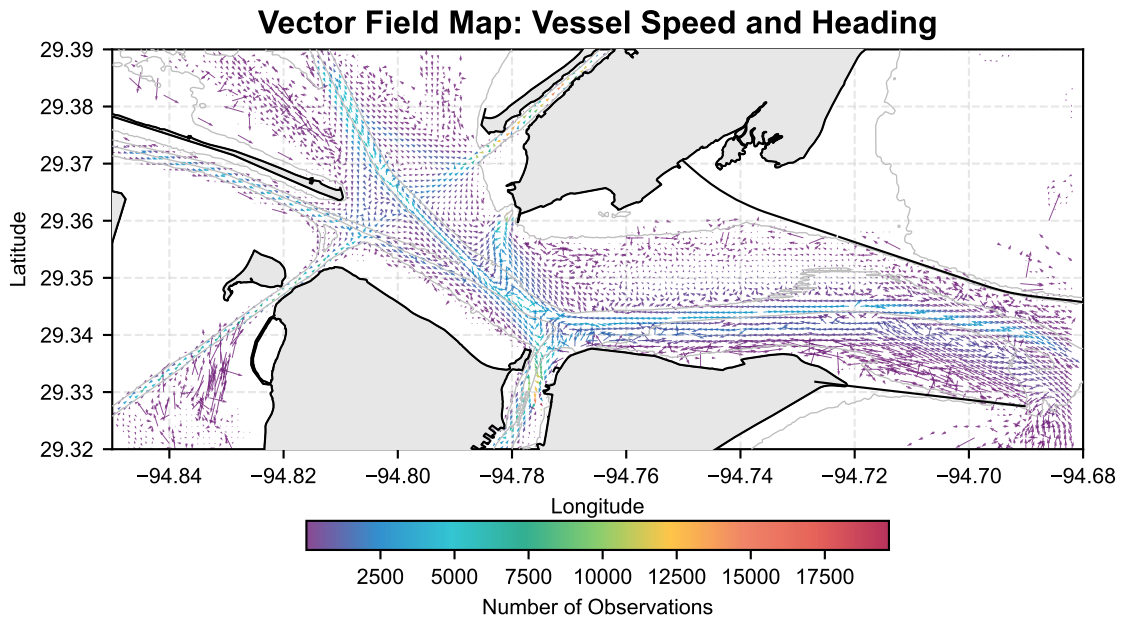 Vector Field Map: Vessel Speed and Heading
29.39
29.38
29.37
29.36
29.35
29.34
29.33
29.32
Latitude
−94.84 −94.82 −94.80 −94.78 −94.76 −94.74 −94.72 −94.70 −94.68
Longitude
2500 5000 7500 10000 12500 15000 17500
Number of Observations